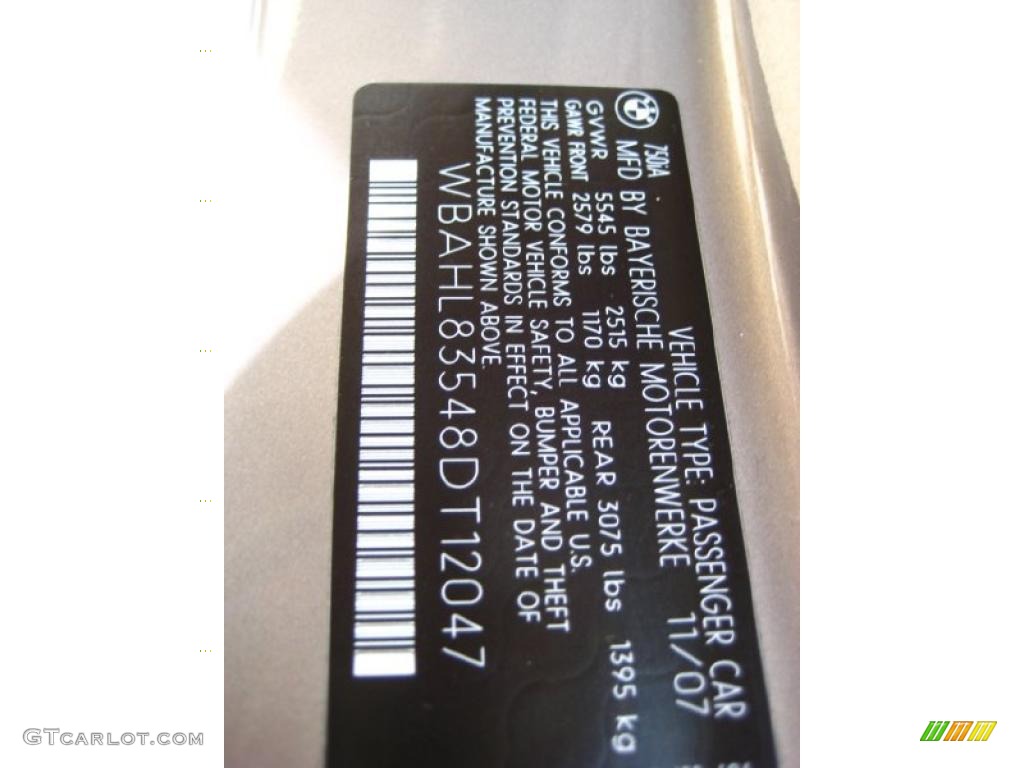 750iA
VEHICLE TYPE: PASSENGER CAR
MFD BY BAYERISCHE MOTORENWERKE 11/07
GVWR 5545 lbs 2515 kg
GAWR FRONT 2579 lbs 1170 kg REAR 3075 lbs 1395 kg
THIS VEHICLE CONFORMS TO ALL APPLICABLE U.S.
FEDERAL MOTOR VEHICLE SAFETY, BUMPER AND THEFT
PREVENTION STANDARDS IN EFFECT ON THE DATE OF
MANUFACTURE SHOWN ABOVE.
WBAHL83548DT12047
GTCARLOT.COM